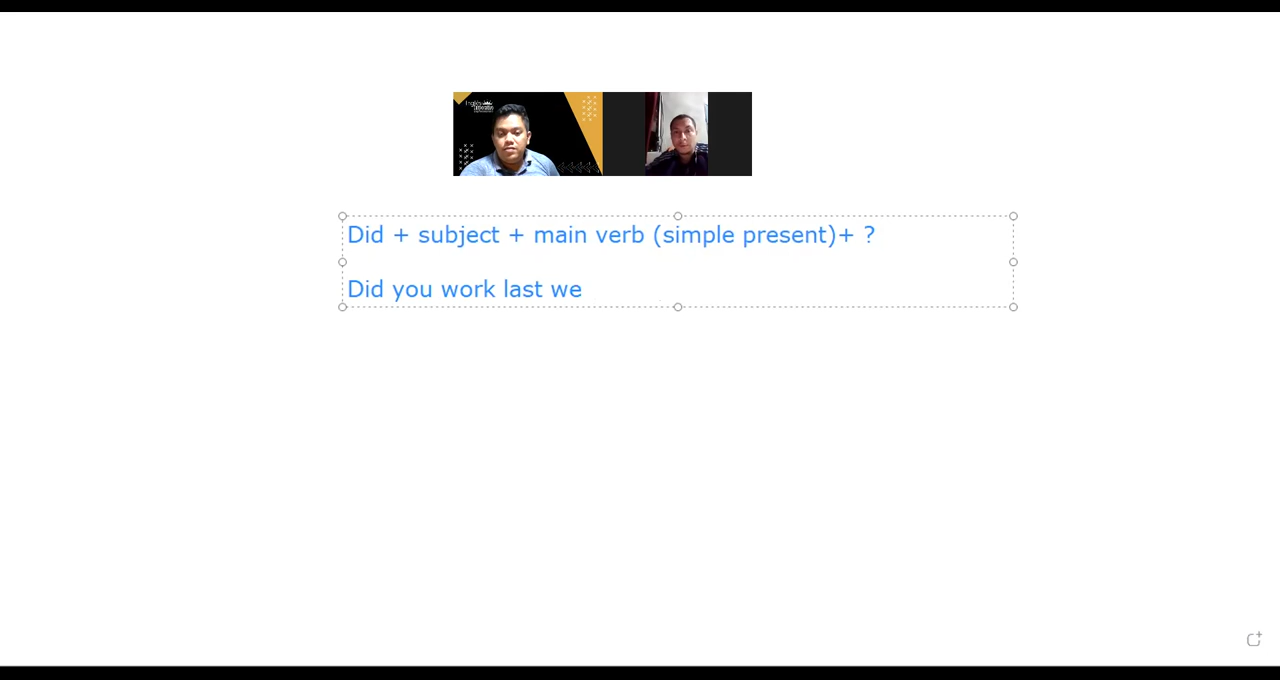 Did + subject + main verb (simple present)+ ?
Did you work last we